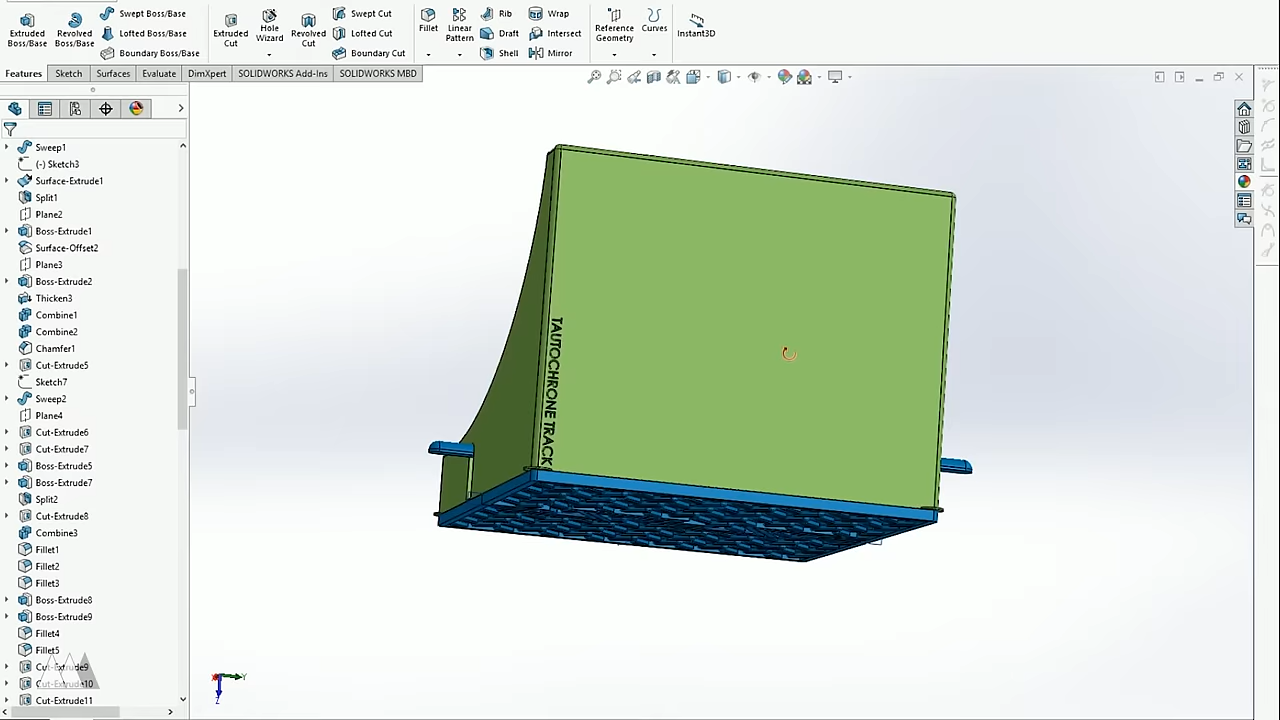 Extruded Boss/Base
Revolved Boss/Base
Swept Boss/Base
Lofted Boss/Base
Boundary Boss/Base
Extruded Cut
Hole Wizard
Revolved Cut
Swept Cut
Lofted Cut
Boundary Cut
Fillet
Linear Pattern
Rib
Draft
Shell
Wrap
Intersect
Mirror
Reference Geometry
Curves
Instant3D
Features
Sketch
Surfaces
Evaluate
DimXpert
SOLIDWORKS Add-Ins
SOLIDWORKS MBD
Sweep1
(-) Sketch3
Surface-Extrude1
Split1
Plane2
Boss-Extrude1
Surface-Offset2
Plane3
Boss-Extrude2
Thicken3
Combine1
Combine2
Chamfer1
Cut-Extrude5
Sketch7
Sweep2
Plane4
Cut-Extrude6
Cut-Extrude7
Boss-Extrude5
Boss-Extrude7
Split2
Cut-Extrude8
Combine3
Fillet1
Fillet2
Fillet3
Boss-Extrude8
Boss-Extrude9
Fillet4
Fillet5
Cut-Extrude9
Cut-Extrude10
Cut-Extrude11
TAUTOCHRONE TRACK
Y
Z